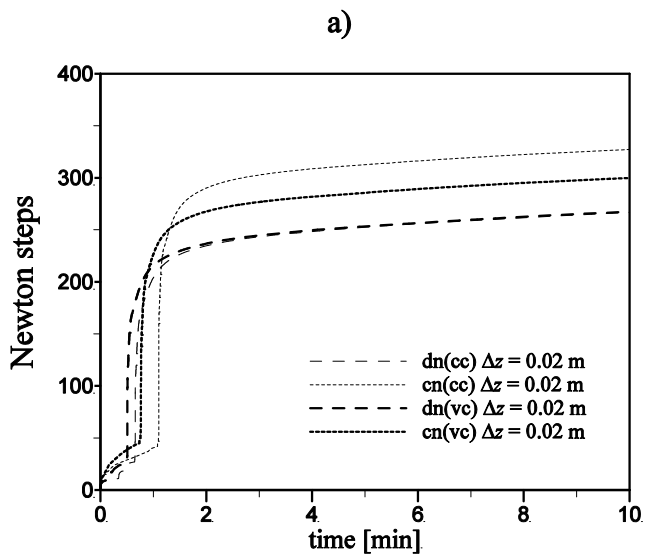 a)
400
300
200
100
0
Newton steps
dn(cc) Δz = 0.02 m
cn(cc) Δz = 0.02 m
dn(vc) Δz = 0.02 m
cn(vc) Δz = 0.02 m
0 2 4 6 8 10
time [min]